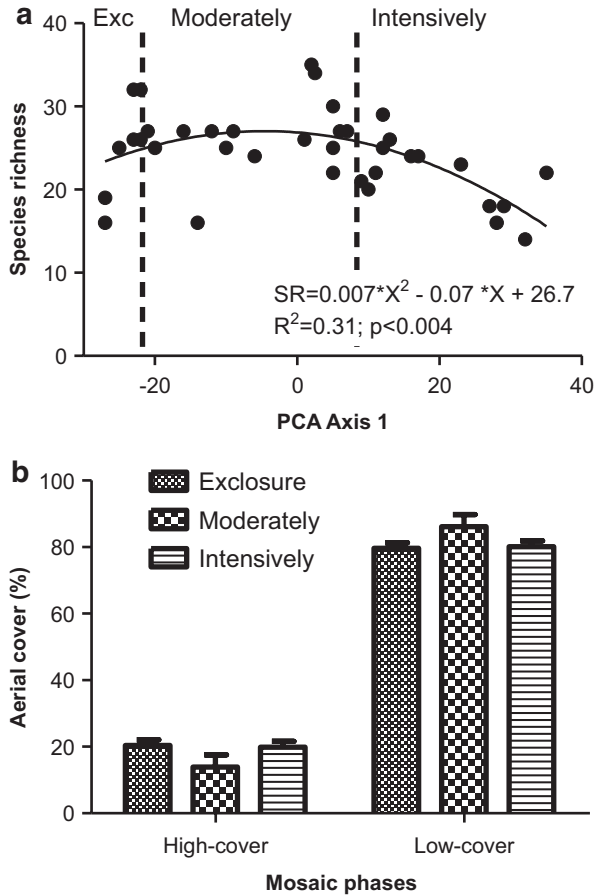 a
Exc Moderately Intensively
40
30
20
10
0
Species richness
SR=0.007*X2 - 0.07 *X + 26.7
R2=0.31; p<0.004
-20 0 20 40
PCA Axis 1
b
100
80
60
40
20
0
Aerial cover (%)
Exclosure
Moderately
Intensively
High-cover Low-cover
Mosaic phases